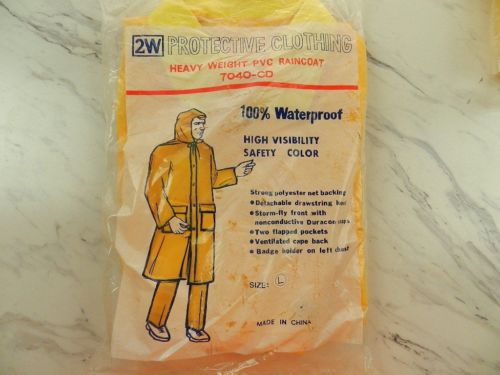 2W PROTECTIVE CLOTHING
HEAVY WEIGHT PVC RAINCOAT
7040-CD
100% Waterproof
HIGH VISIBILITY
SAFETY COLOR
Strong polyester net backing
• Detachable drawstring hood
• Storm-fly front with
nonconductive Duracon snaps
• Two flapped pockets
• Ventilated cape back
• Badge holder on left chest
SIZE: L
MADE IN CHINA